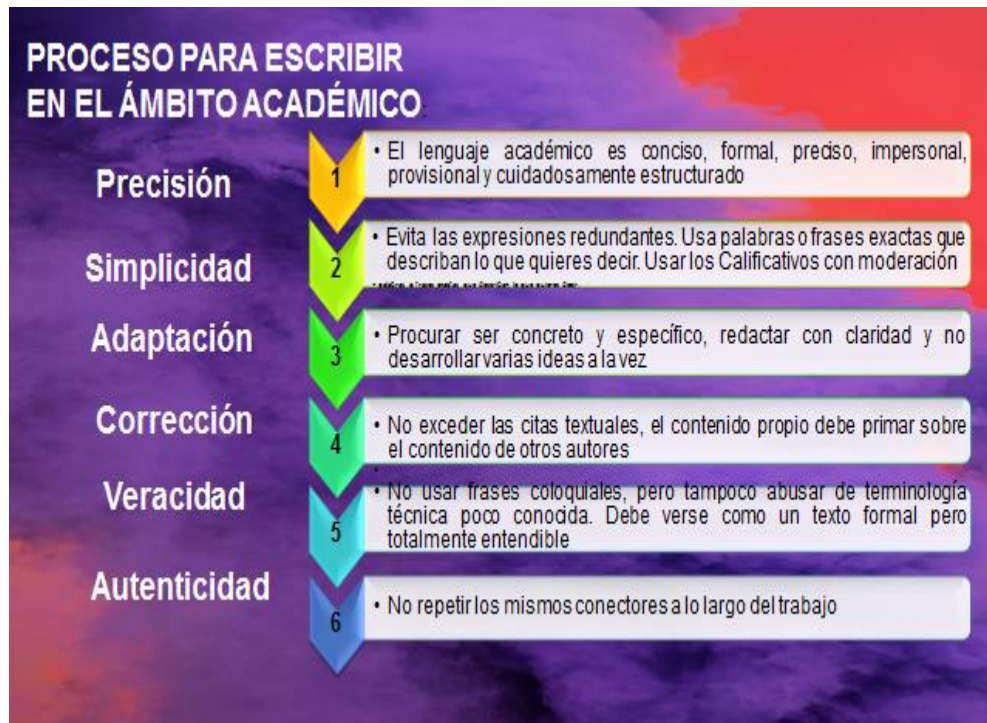 PROCESO PARA ESCRIBIR
EN EL ÁMBITO ACADÉMICO
Precisión
1
• El lenguaje académico es conciso, formal, preciso, impersonal,
provisional y cuidadosamente estructurado
Simplicidad
2
• Evita las expresiones redundantes. Usa palabras o frases exactas que
describan lo que quieres decir. Usar los Calificativos con moderación
Adaptación
3
• Procurar ser concreto y específico, redactar con claridad y no
desarrollar varias ideas a la vez
Corrección
4
• No exceder las citas textuales, el contenido propio debe primar sobre
el contenido de otros autores
Veracidad
5
• No usar frases coloquiales, pero tampoco abusar de terminología
técnica poco conocida. Debe verse como un texto formal pero
totalmente entendible
Autenticidad
6
• No repetir los mismos conectores a lo largo del trabajo